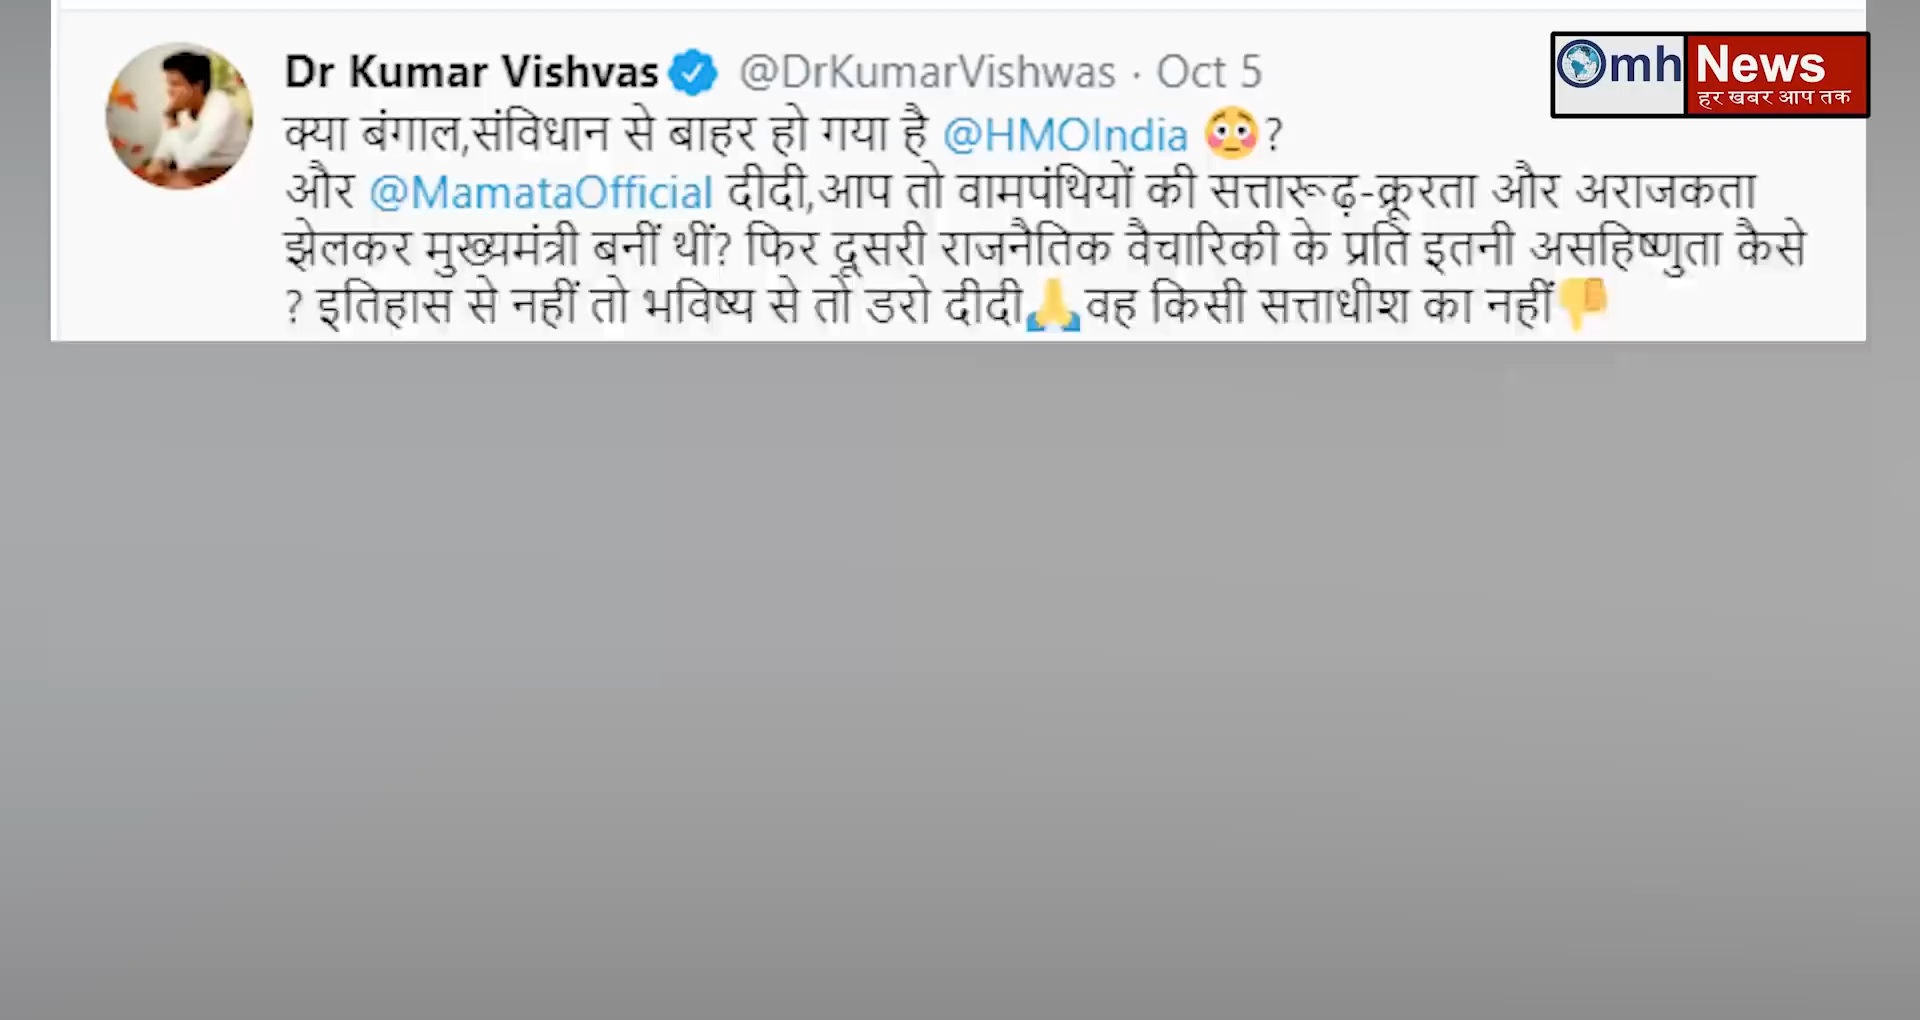 Dr Kumar Vishvas @DrKumarVishwas · Oct 5
Omh News
हर खबर आप तक
क्या बंगाल,संविधान से बाहर हो गया है @HMOIndia 😳?
और @MamataOfficial दीदी,आप तो वामपंथियों की सत्तारूढ़-क्रूरता और अराजकता
झेलकर मुख्यमंत्री बनीं थीं? फिर दूसरी राजनैतिक वैचारिकी के प्रति इतनी असहिष्णुता कैसे
? इतिहास से नहीं तो भविष्य से तो डरो दीदी🙏वह किसी सत्ताधीश का नहीं👎